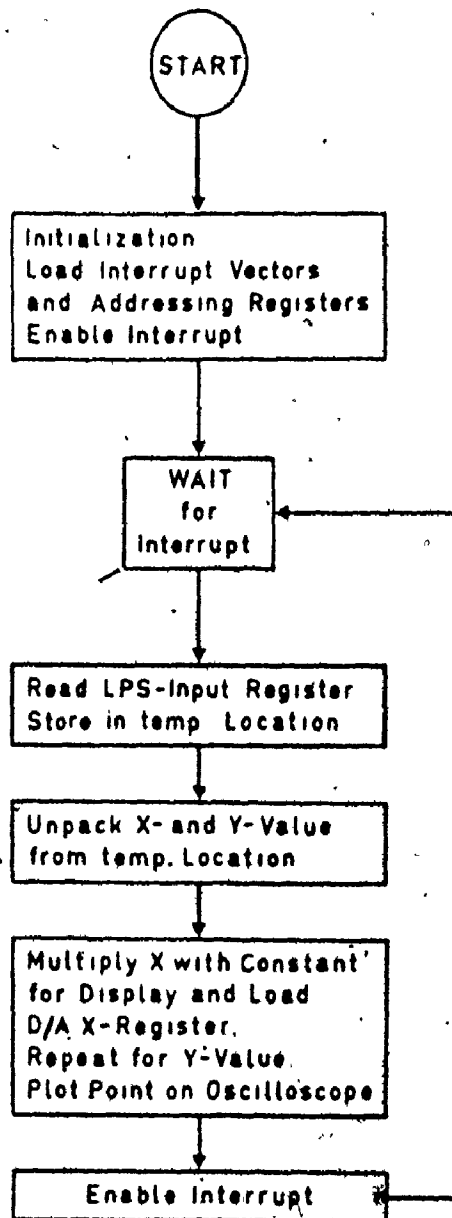 START
Initialization
Load Interrupt Vectors
and Addressing Registers
Enable Interrupt
WAIT
for
Interrupt
Read LPS-Input Register
Store in temp Location
Unpack X- and Y-Value
from temp. Location
Multiply X with Constant
for Display and Load
D/A X-Register.
Repeat for Y-Value.
Plot Point on Oscilloscope
Enable Interrupt